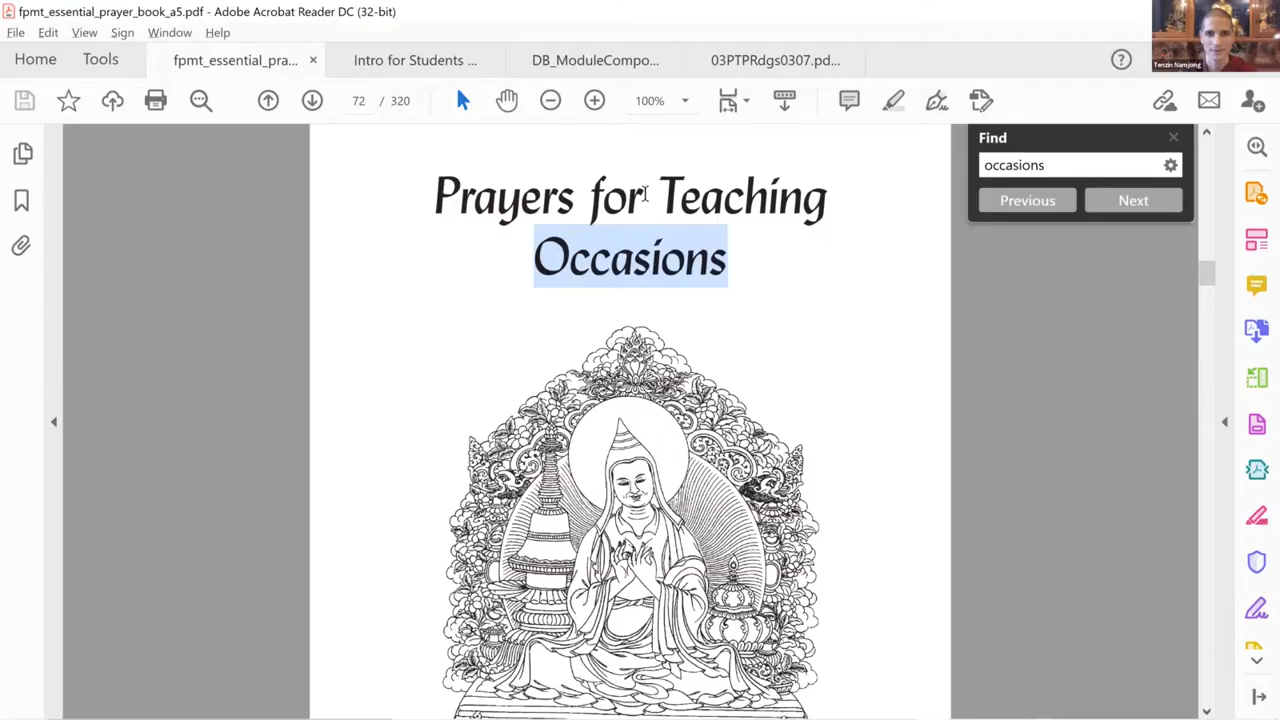 fpmt_essential_prayer_book_a5.pdf - Adobe Acrobat Reader DC (32-bit)
File Edit View Sign Window Help
Home Tools fpmt_essential_pra... × Intro for Students ... DB_ModuleCompo... 03PTPRdgs0307.pd...
72 / 320 100%
Tenzin Namjong
Find
occasions
Previous Next
Prayers for Teaching
Occasions